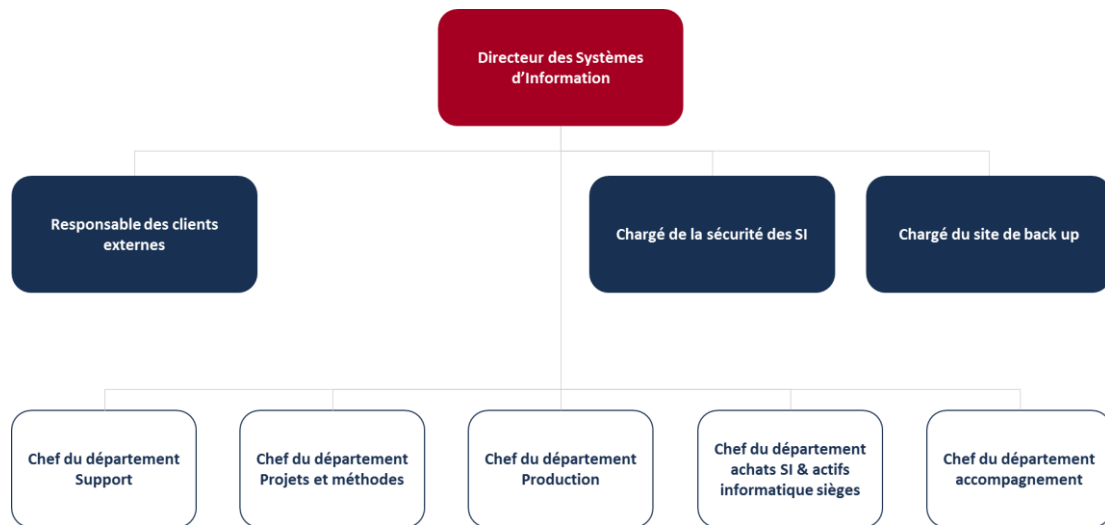 Directeur des Systèmes
d’Information
Responsable des clients
externes
Chargé de la sécurité des SI
Chargé du site de back up
Chef du département
Support
Chef du département
Projets et méthodes
Chef du département
Production
Chef du département
achats SI & actifs
informatique sièges
Chef du département
accompagnement